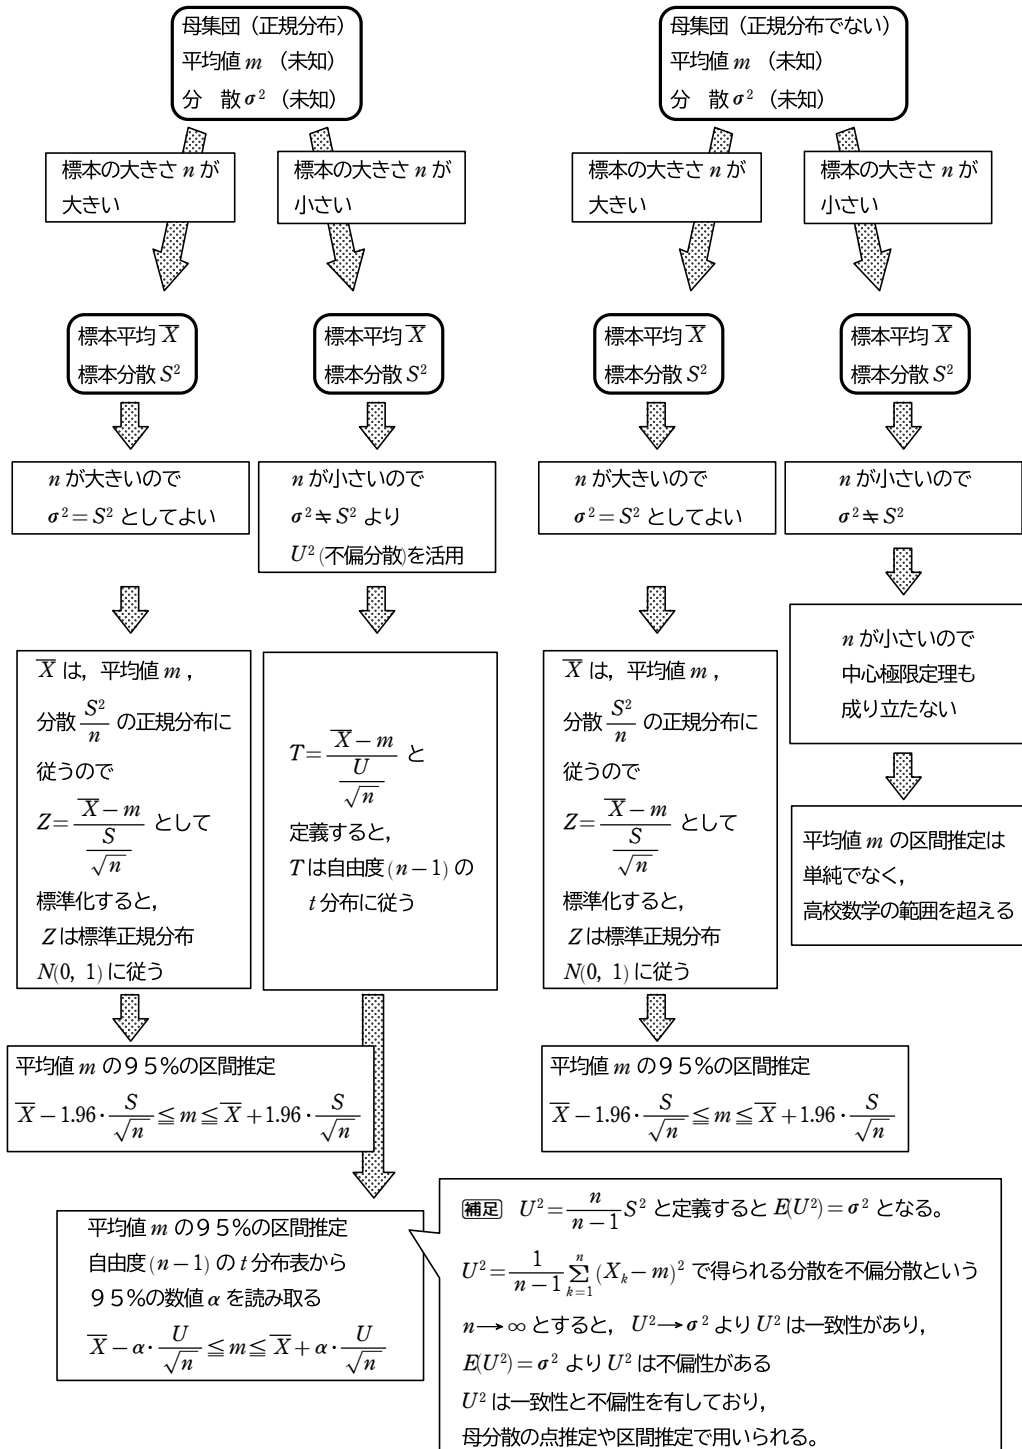 母集団（正規分布）
平均値 m （未知）
分　散 σ² （未知）
標本の大きさ n が
大きい
標本の大きさ n が
小さい
標本平均 X̅
標本分散 S²
標本平均 X̅
標本分散 S²
n が大きいので
σ² = S² としてよい
n が小さいので
σ² ≒ S² より
U² (不偏分散)を活用
X̅ は，平均値 m ，
分散 S²/n の正規分布に
従うので
Z = (X̅ − m)/(S/√n) として
標準化すると，
Z は標準正規分布
N(0, 1) に従う
T = (X̅ − m)/(U/√n) と
定義すると，
T は自由度 (n − 1) の
t 分布に従う
平均値 m の９５%の区間推定
X̅ − 1.96・S/√n ≦ m ≦ X̅ + 1.96・S/√n
平均値 m の９５%の区間推定
自由度 (n − 1) の t 分布表から
９５%の数値 α を読み取る
X̅ − α・U/√n ≦ m ≦ X̅ + α・U/√n
母集団（正規分布でない）
平均値 m （未知）
分　散 σ² （未知）
標本の大きさ n が
大きい
標本の大きさ n が
小さい
標本平均 X̅
標本分散 S²
標本平均 X̅
標本分散 S²
n が大きいので
σ² = S² としてよい
n が小さいので
σ² ≒ S²
X̅ は，平均値 m ，
分散 S²/n の正規分布に
従うので
Z = (X̅ − m)/(S/√n) として
標準化すると，
Z は標準正規分布
N(0, 1) に従う
n が小さいので
中心極限定理も
成り立たない
平均値 m の区間推定は
単純でなく，
高校数学の範囲を超える
平均値 m の９５%の区間推定
X̅ − 1.96・S/√n ≦ m ≦ X̅ + 1.96・S/√n
補足　U² = n/(n − 1) S² と定義すると E(U²) = σ² となる。
U² = 1/(n − 1) ∑_{k=1}^{n} (X_k − m)² で得られる分散を不偏分散という
n → ∞ とすると， U² → σ² より U² は一致性があり，
E(U²) = σ² より U² は不偏性がある
U² は一致性と不偏性を有しており，
母分散の点推定や区間推定で用いられる。